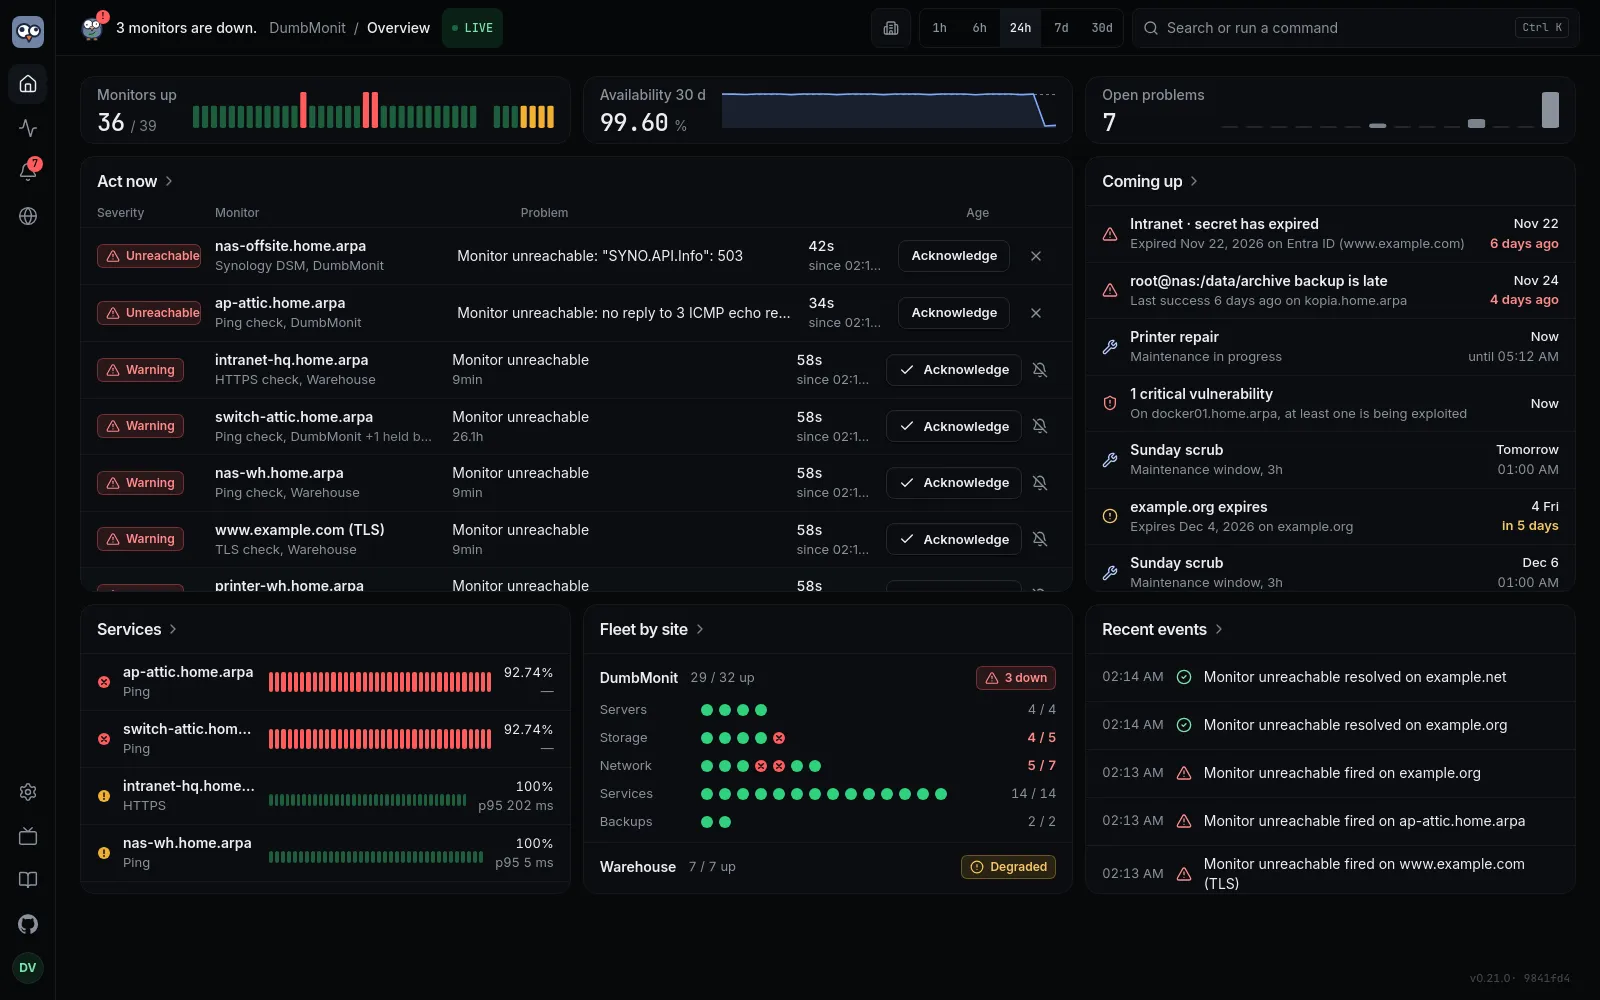 3 monitors are down. DumbMonit / Overview LIVE
1h 6h 24h 7d 30d
Search or run a command Ctrl K
Monitors up
36 / 39
Availability 30 d
99.60 %
Open problems
7
7
Act now
Severity Monitor Problem Age
Unreachable nas-offsite.home.arpa Monitor unreachable: "SYNO.API.Info": 503 42s Acknowledge
Synology DSM, DumbMonit since 02:1...
Unreachable ap-attic.home.arpa Monitor unreachable: no reply to 3 ICMP echo re... 34s Acknowledge
Ping check, DumbMonit since 02:1...
Warning intranet-hq.home.arpa Monitor unreachable 58s Acknowledge
HTTPS check, Warehouse 9min since 02:1...
Warning switch-attic.home.arpa Monitor unreachable 58s Acknowledge
Ping check, DumbMonit +1 held b... 26.1h since 02:1...
Warning nas-wh.home.arpa Monitor unreachable 58s Acknowledge
Ping check, Warehouse 9min since 02:1...
Warning www.example.com (TLS) Monitor unreachable 58s Acknowledge
TLS check, Warehouse 9min since 02:1...
printer-wh.home.arpa Monitor unreachable 58s
Coming up
Intranet · secret has expired Nov 22
Expired Nov 22, 2026 on Entra ID (www.example.com) 6 days ago
root@nas:/data/archive backup is late Nov 24
Last success 6 days ago on kopia.home.arpa 4 days ago
Printer repair Now
Maintenance in progress until 05:12 AM
1 critical vulnerability
On docker01.home.arpa, at least one is being exploited Now
Sunday scrub Tomorrow
Maintenance window, 3h 01:00 AM
example.org expires 4 Fri
Expires Dec 4, 2026 on example.org in 5 days
Sunday scrub Dec 6
Maintenance window, 3h 01:00 AM
Services
ap-attic.home.arpa 92.74%
Ping —
switch-attic.hom... 92.74%
Ping —
intranet-hq.home... 100%
HTTPS p95 202 ms
nas-wh.home.arpa 100%
Ping p95 5 ms
Fleet by site
DumbMonit 29 / 32 up 3 down
Servers 4 / 4
Storage 4 / 5
Network 5 / 7
Services 14 / 14
Backups 2 / 2
Warehouse 7 / 7 up Degraded
Recent events
02:14 AM Monitor unreachable resolved on example.net
02:14 AM Monitor unreachable resolved on example.org
02:13 AM Monitor unreachable fired on example.org
02:13 AM Monitor unreachable fired on ap-attic.home.arpa
02:13 AM Monitor unreachable fired on www.example.com
(TLS)
DV
v0.21.0· 9841fd4